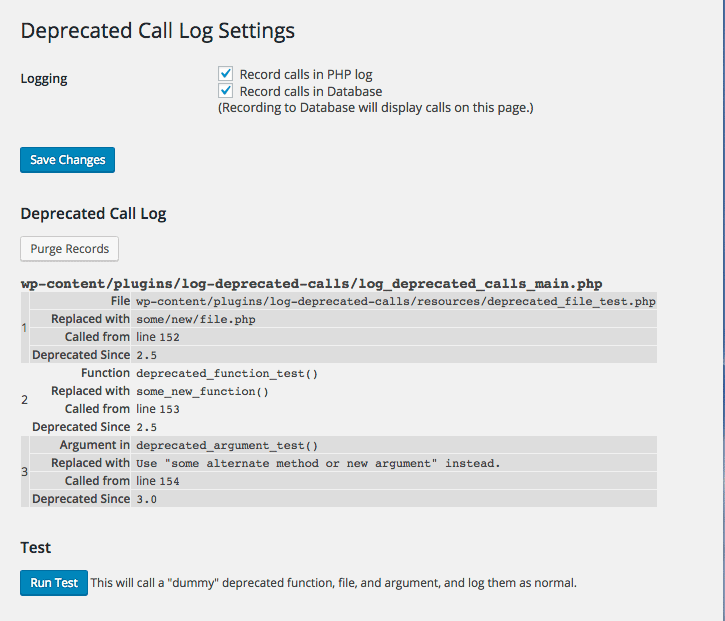 Deprecated Call Log Settings
Logging
Record calls in PHP log
Record calls in Database
(Recording to Database will display calls on this page.)
Save Changes
Deprecated Call Log
Purge Records
wp-content/plugins/log-deprecated-calls/log_deprecated_calls_main.php
1
File wp-content/plugins/log-deprecated-calls/resources/deprecated_file_test.php
Replaced with some/new/file.php
Called from line 152
Deprecated Since 2.5
2
Function deprecated_function_test()
Replaced with some_new_function()
Called from line 153
Deprecated Since 2.5
3
Argument in deprecated_argument_test()
Replaced with Use "some alternate method or new argument" instead.
Called from line 154
Deprecated Since 3.0
Test
Run Test This will call a "dummy" deprecated function, file, and argument, and log them as normal.